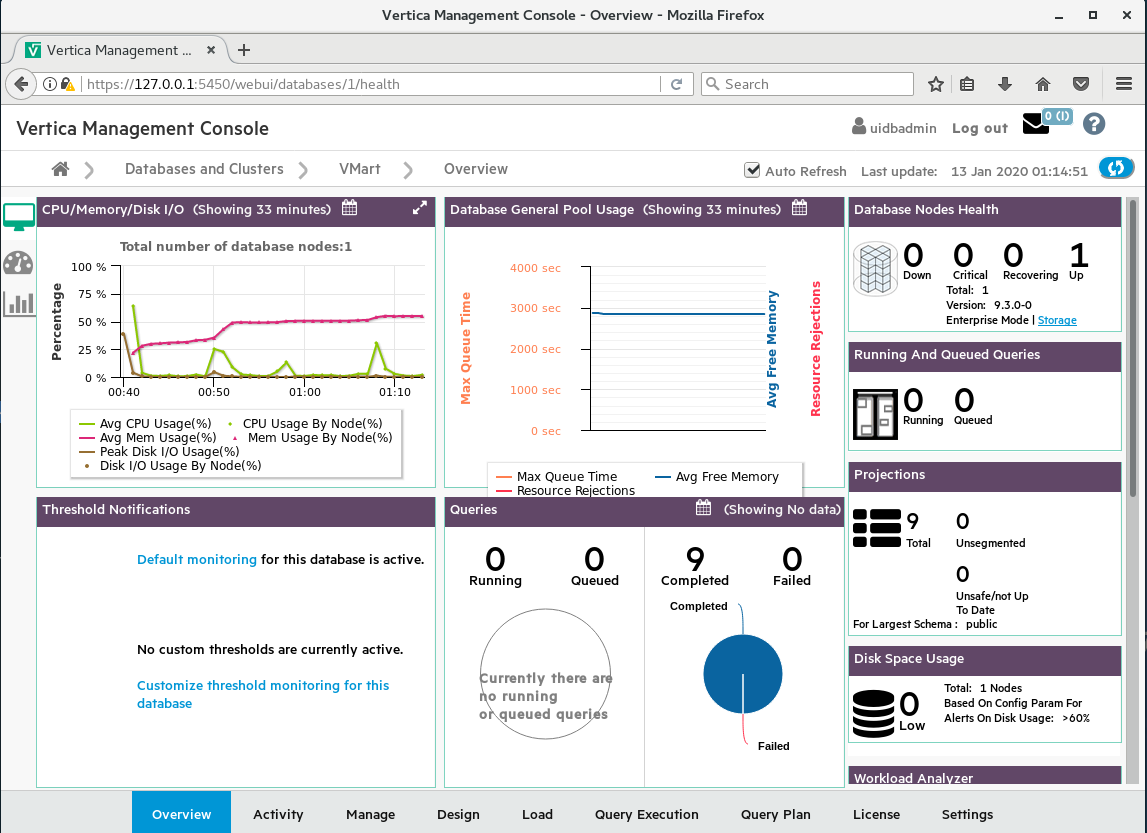 Vertica Management Console - Overview - Mozilla Firefox
Vertica Management ...
https://127.0.0.1:5450/webui/databases/1/health
Search
Vertica Management Console
uidbadmin
Log out
0 (I)
?
Databases and Clusters
VMart
Overview
Auto Refresh
Last update: 13 Jan 2020 01:14:51
CPU/Memory/Disk I/O (Showing 33 minutes)
Total number of database nodes:1
Percentage
100 %
75 %
50 %
25 %
0 %
00:40
00:50
01:00
01:10
Avg CPU Usage(%)
CPU Usage By Node(%)
Avg Mem Usage(%)
Mem Usage By Node(%)
Peak Disk I/O Usage(%)
Disk I/O Usage By Node(%)
Database General Pool Usage (Showing 33 minutes)
Max Queue Time
4000 sec
3000 sec
2000 sec
1000 sec
0 sec
Avg Free Memory
Resource Rejections
Max Queue Time
Avg Free Memory
Resource Rejections
Database Nodes Health
0 0 0 1
Down Critical Recovering Up
Total: 1
Version: 9.3.0-0
Enterprise Mode | Storage
Running And Queued Queries
0 0
Running Queued
Projections
9 0
Total Unsegmented
0
Unsafe/not Up
To Date
For Largest Schema : public
Disk Space Usage
0
Low
Total: 1 Nodes
Based On Config Param For
Alerts On Disk Usage: >60%
Workload Analyzer
Threshold Notifications
Default monitoring for this database is active.
No custom thresholds are currently active.
Customize threshold monitoring for this
database
Queries
(Showing No data)
0 0 9 0
Running Queued Completed Failed
Currently there are
no running
or queued queries
Completed
Failed
Overview
Activity
Manage
Design
Load
Query Execution
Query Plan
License
Settings